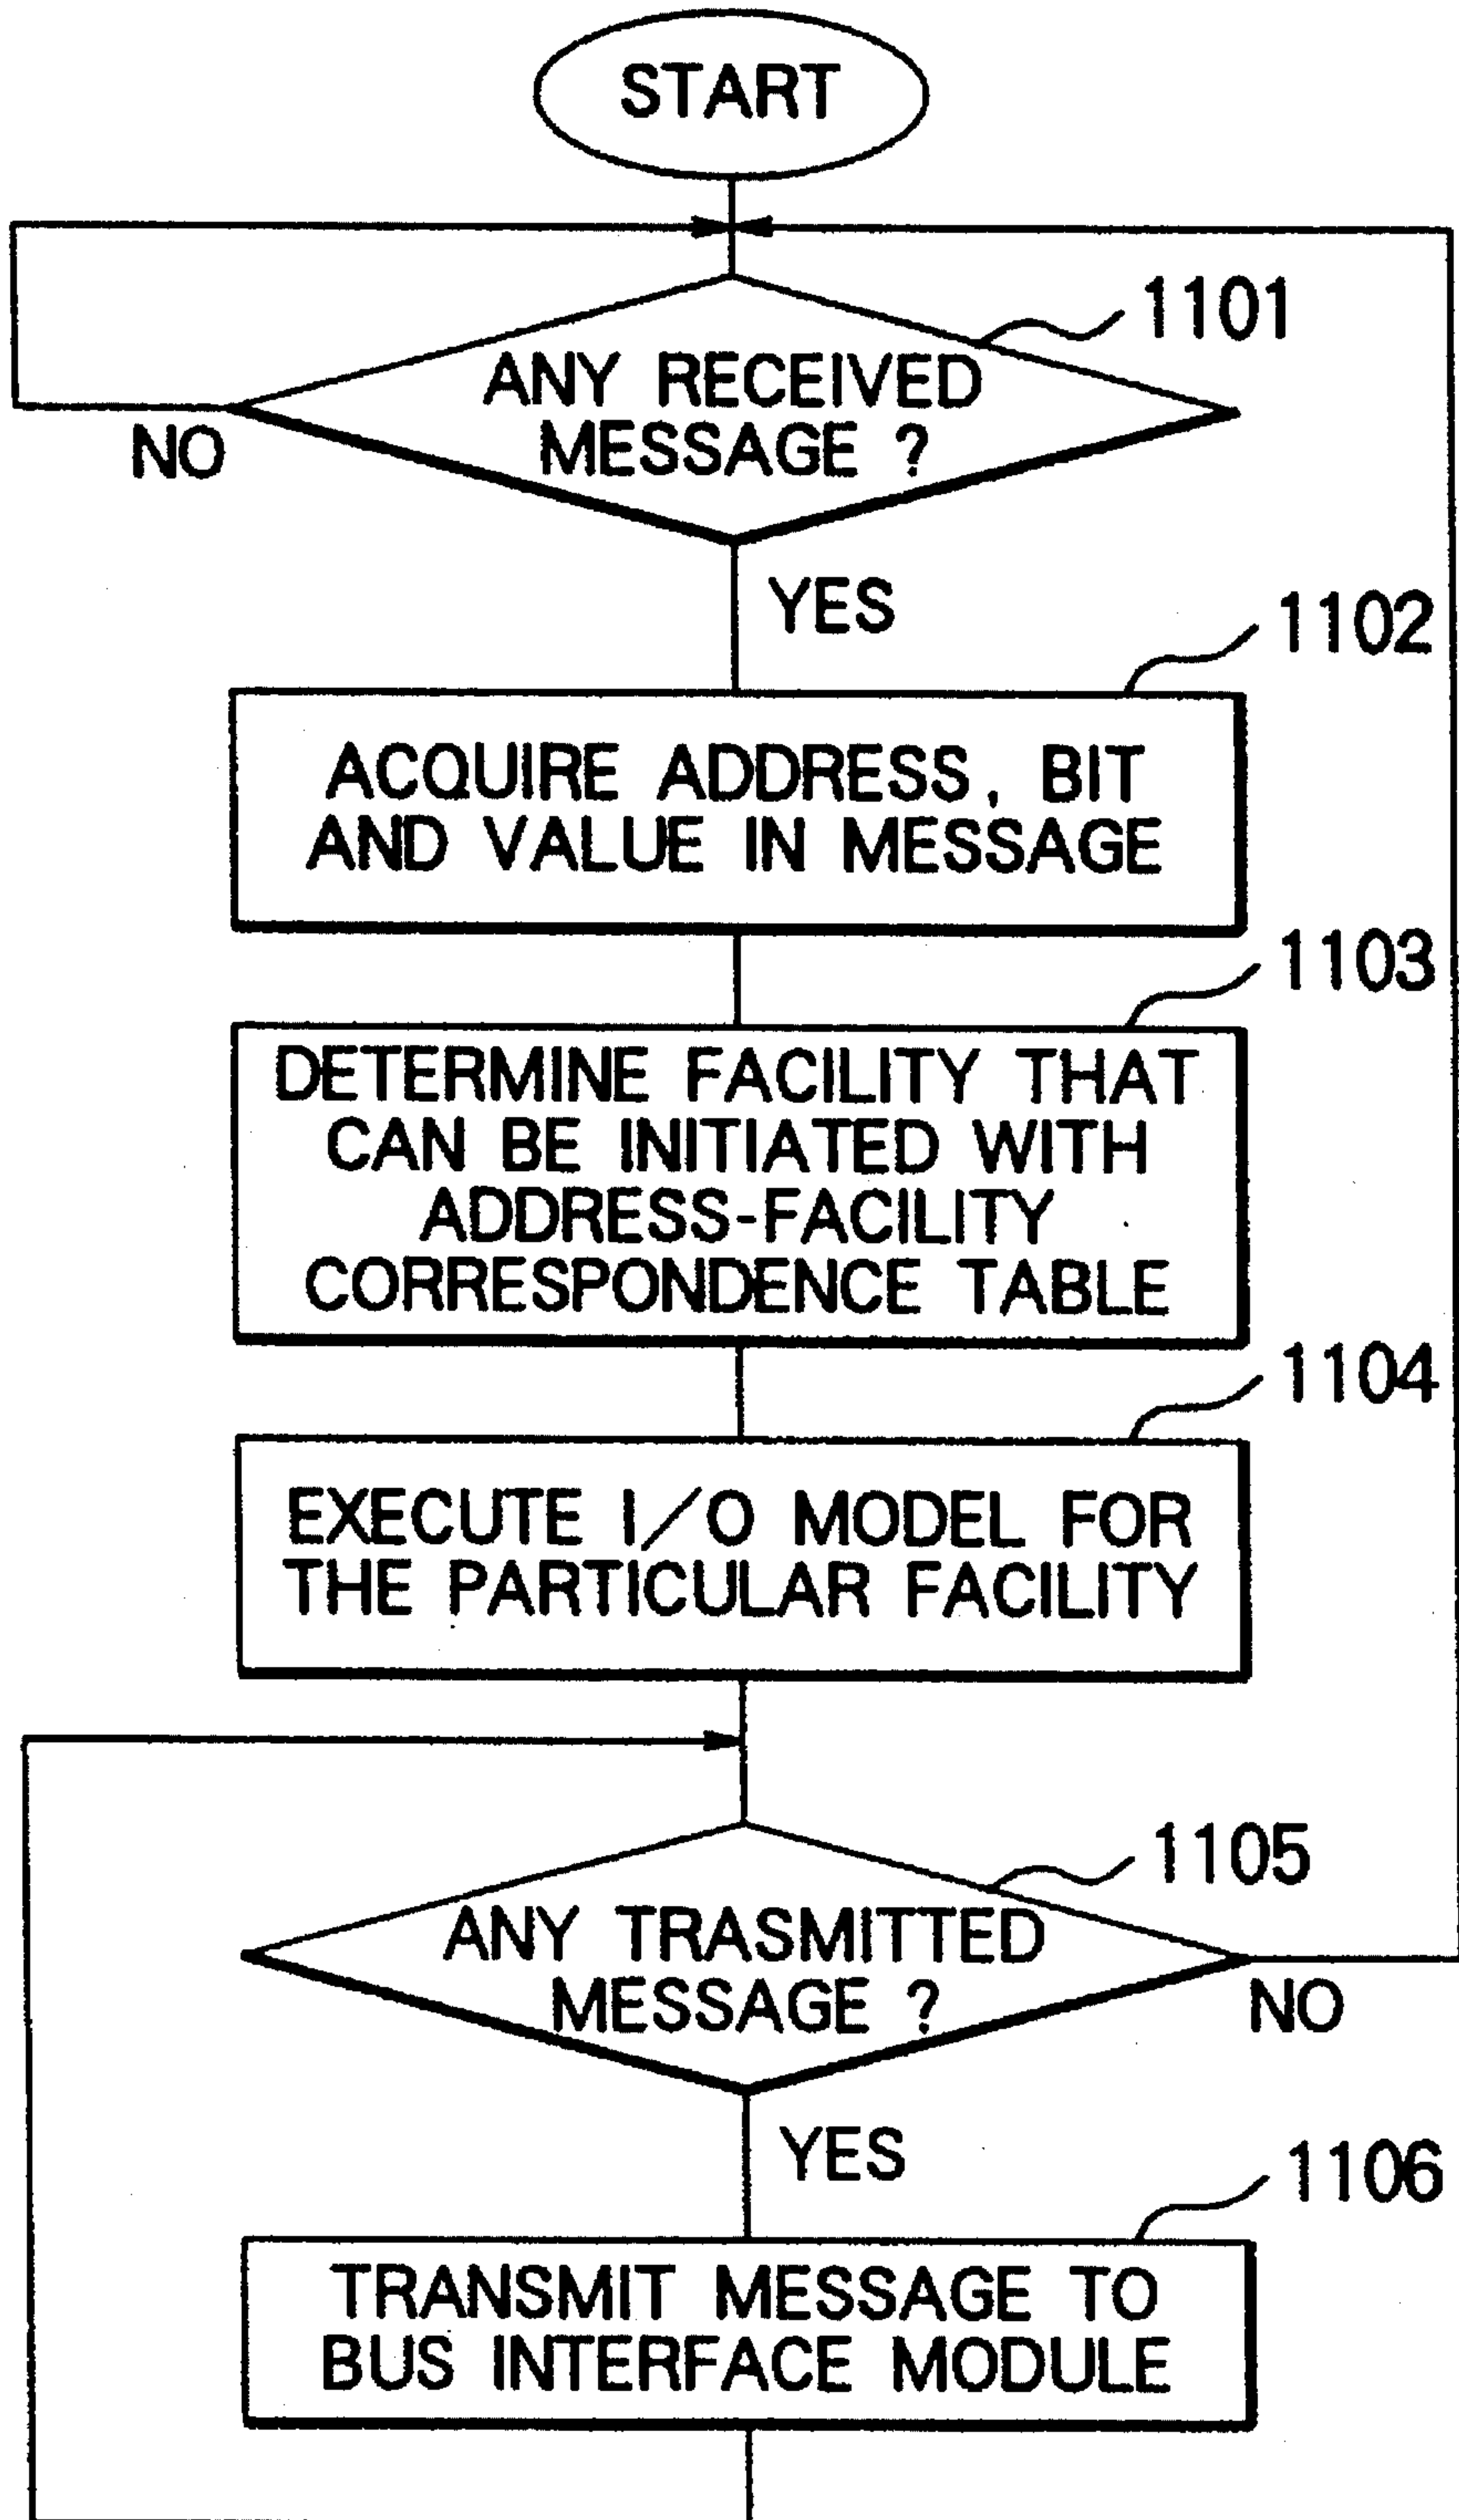 START
1101
ANY RECEIVED
MESSAGE ?
NO
YES
1102
ACQUIRE ADDRESS, BIT
AND VALUE IN MESSAGE
1103
DETERMINE FACILITY THAT
CAN BE INITIATED WITH
ADDRESS-FACILITY
CORRESPONDENCE TABLE
1104
EXECUTE I/O MODEL FOR
THE PARTICULAR FACILITY
1105
ANY TRASMITTED
MESSAGE ?
NO
YES
1106
TRANSMIT MESSAGE TO
BUS INTERFACE MODULE